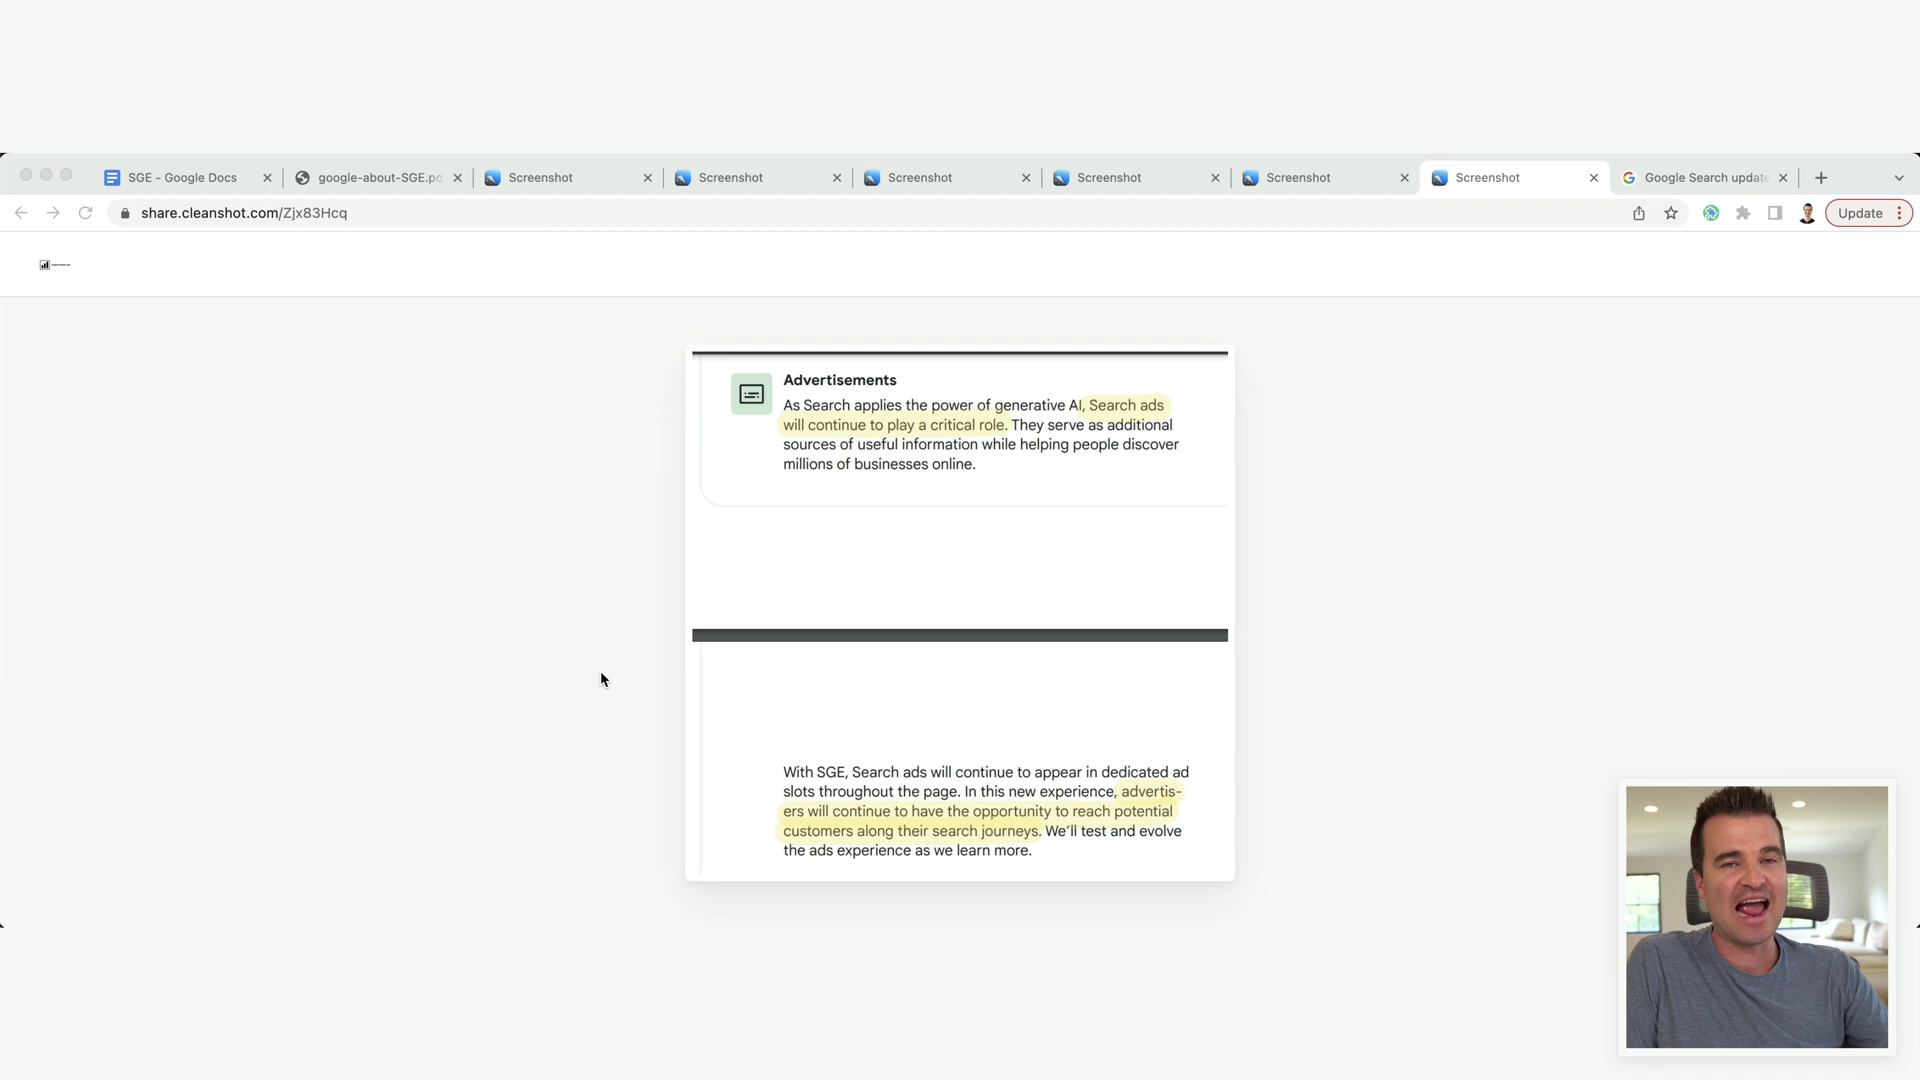 SGE - Google Docs
google-about-SGE.pd
Screenshot
Screenshot
Screenshot
Screenshot
Screenshot
Screenshot
Google Search update
share.cleanshot.com/Zjx83Hcq
Update
Advertisements
As Search applies the power of generative AI, Search ads
will continue to play a critical role. They serve as additional
sources of useful information while helping people discover
millions of businesses online.
With SGE, Search ads will continue to appear in dedicated ad
slots throughout the page. In this new experience, advertis-
ers will continue to have the opportunity to reach potential
customers along their search journeys. We’ll test and evolve
the ads experience as we learn more.